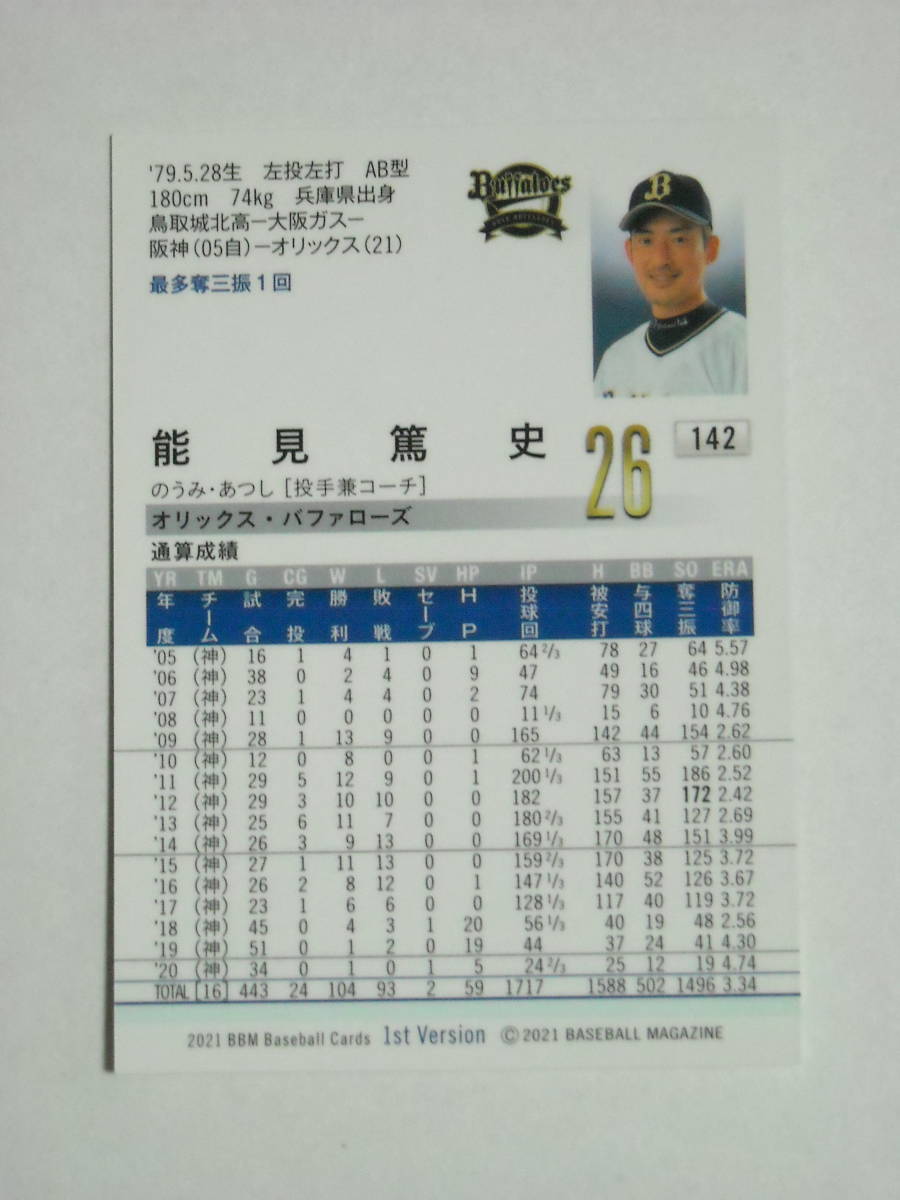 '79.5.28生 左投左打 AB型
180cm 74kg 兵庫県出身
鳥取城北高ー大阪ガスー
阪神(05自)ーオリックス(21)
最多奪三振1回
Buffaloes
B
能見篤史
26
142
のうみ・あつし[投手兼コーチ]
オリックス・バファローズ
通算成績
YR TM G CG W L SV HP IP H BB SO ERA
年度 チーム 試合 完投 勝利 敗戦 セーブ HP 投球回 被安打 与四球 奪三振 防御率
'05 (神) 16 1 4 1 0 1 64 2/3 78 27 64 5.57
'06 (神) 38 0 2 4 0 9 47 49 16 46 4.98
'07 (神) 23 1 4 4 0 2 74 79 30 51 4.38
'08 (神) 11 0 0 0 0 0 11 1/3 15 6 10 4.76
'09 (神) 28 1 13 9 0 0 165 142 44 154 2.62
'10 (神) 12 0 8 0 0 1 62 1/3 63 13 57 2.60
'11 (神) 29 5 12 9 0 1 200 1/3 151 55 186 2.52
'12 (神) 29 3 10 10 0 0 182 157 37 172 2.42
'13 (神) 25 6 11 7 0 0 180 2/3 155 41 127 2.69
'14 (神) 26 3 9 13 0 0 169 1/3 170 48 151 3.99
'15 (神) 27 1 11 13 0 0 159 2/3 170 38 125 3.72
'16 (神) 26 2 8 12 0 1 147 1/3 140 52 126 3.67
'17 (神) 23 1 6 6 0 0 128 1/3 117 40 119 3.72
'18 (神) 45 0 4 3 1 20 56 1/3 40 19 48 2.56
'19 (神) 51 0 1 2 0 19 44 37 24 41 4.30
'20 (神) 34 0 1 0 1 5 24 2/3 25 12 19 4.74
TOTAL [16] 443 24 104 93 2 59 1717 1588 502 1496 3.34
2021 BBM Baseball Cards 1st Version © 2021 BASEBALL MAGAZINE